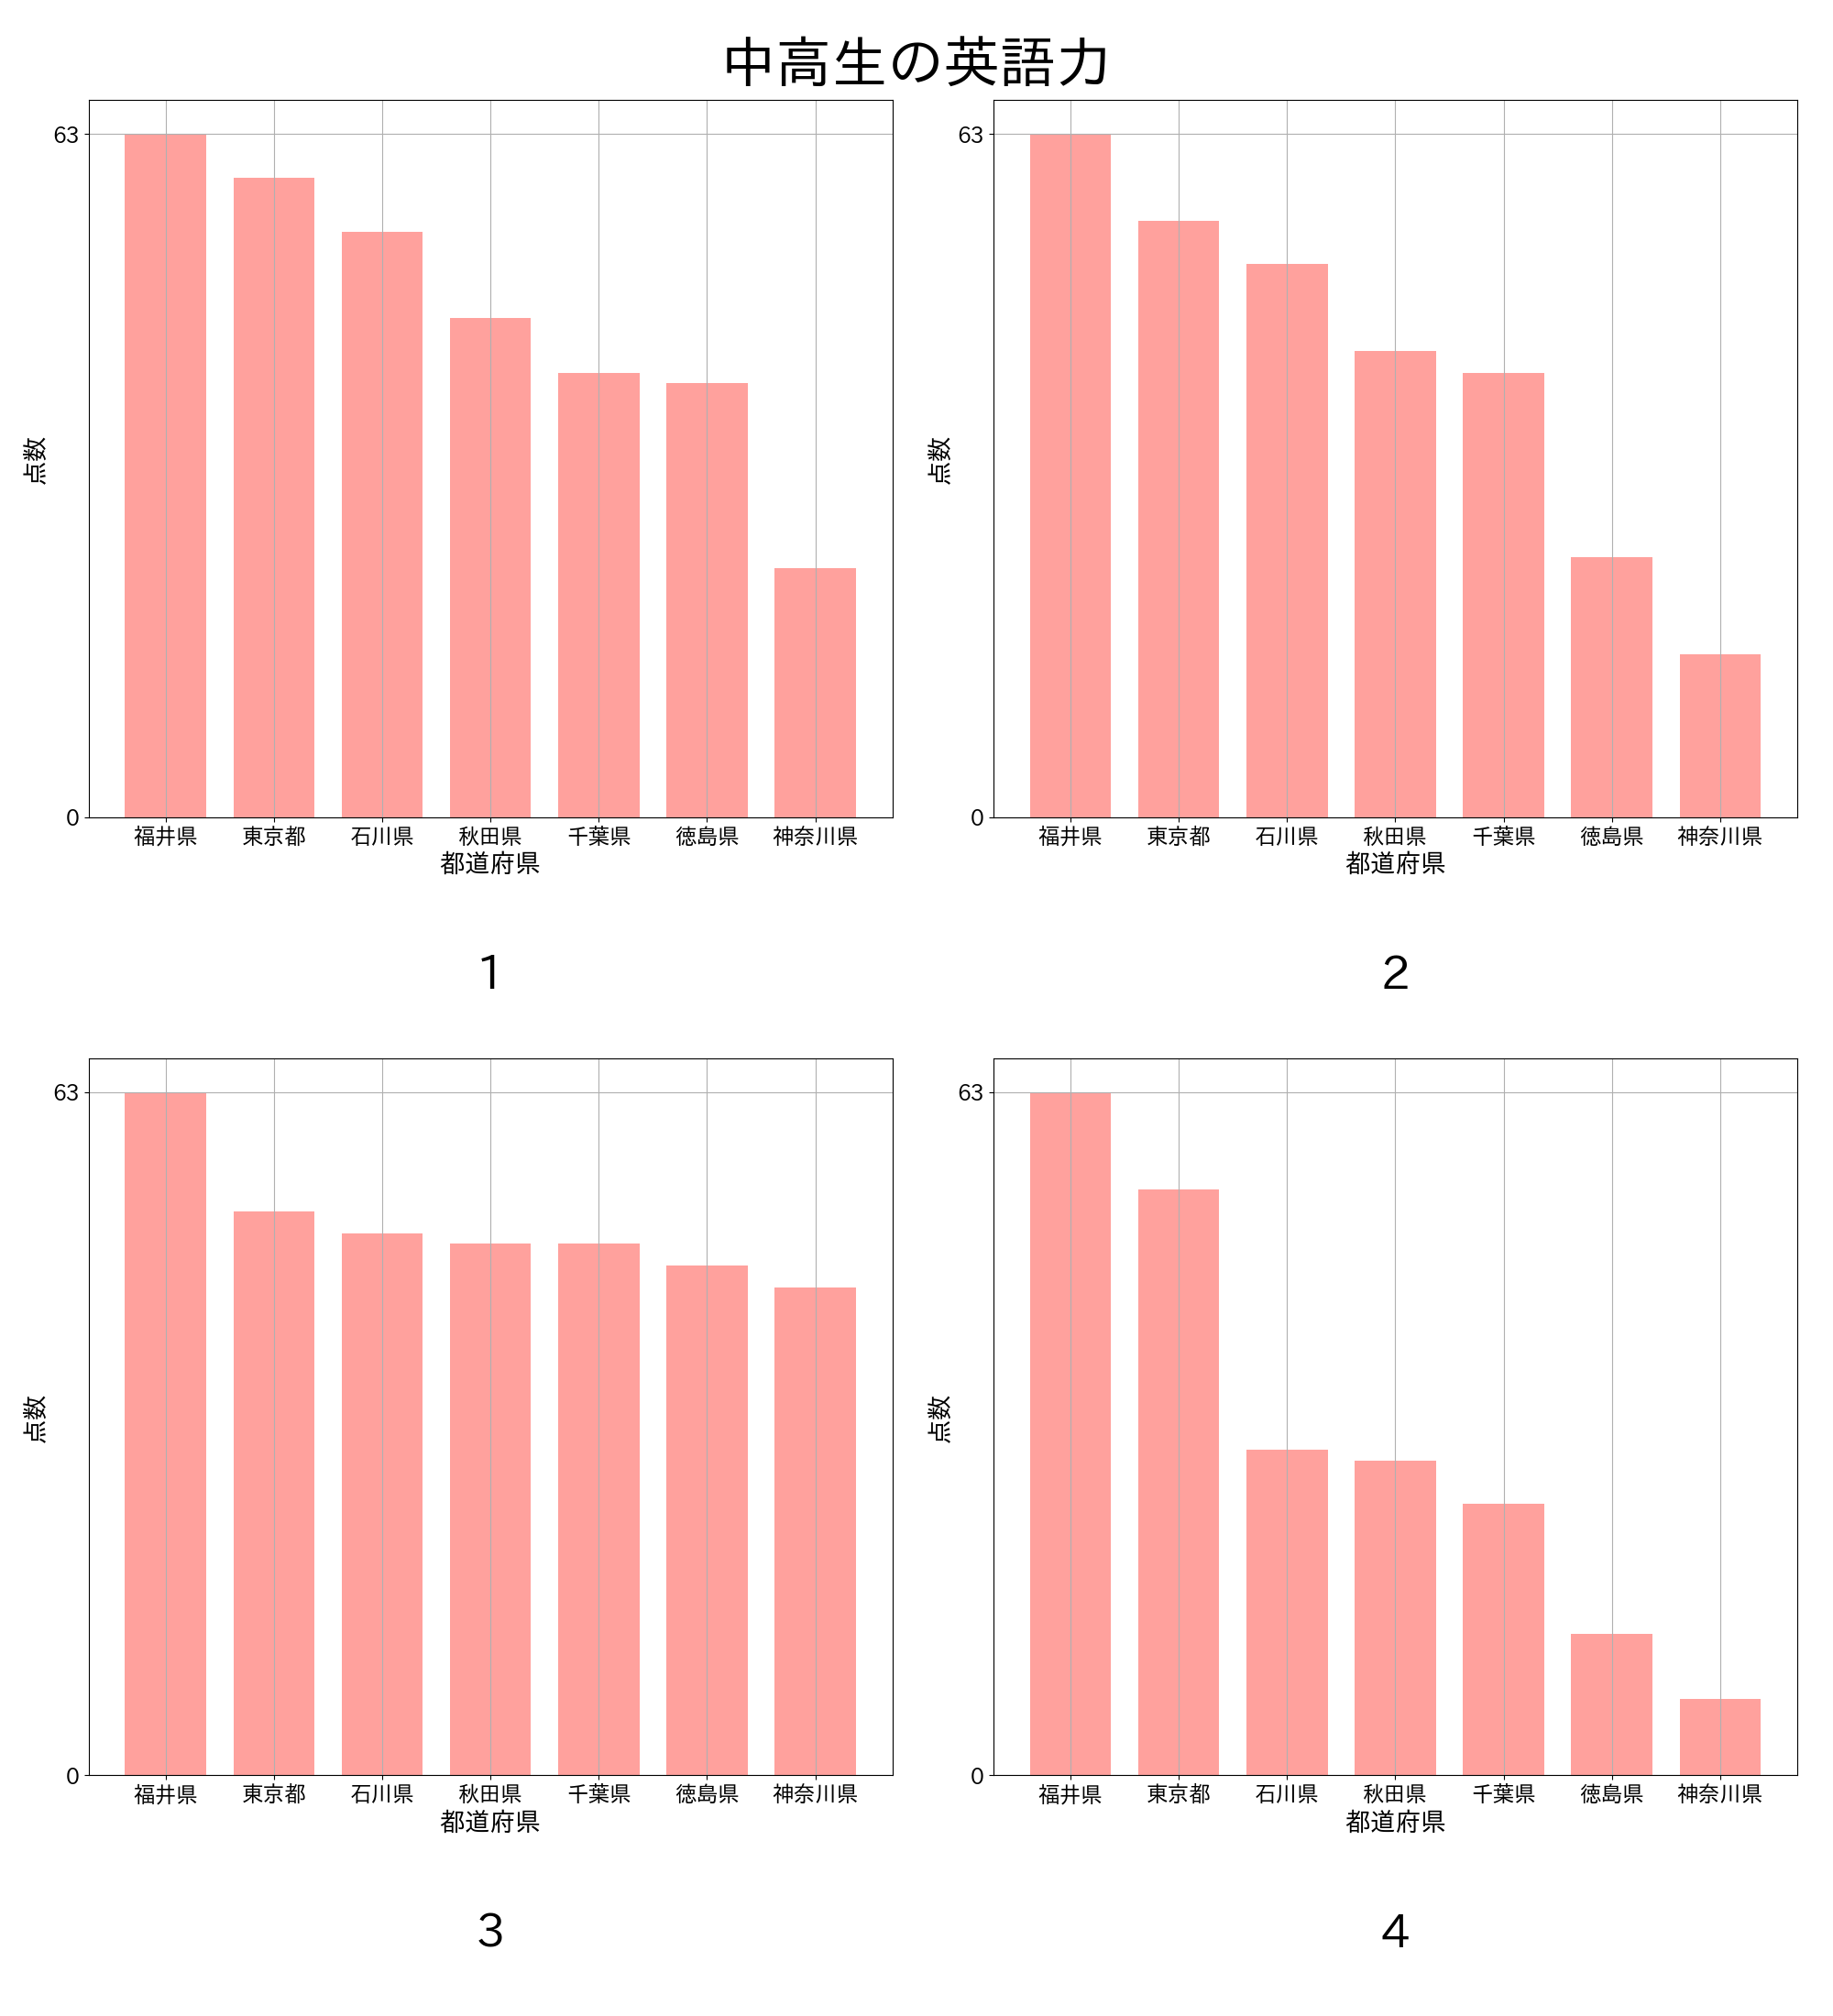 中高生の英語力
63
0
点数
福井県 東京都 石川県 秋田県 千葉県 徳島県 神奈川県
都道府県
1
63
0
点数
福井県 東京都 石川県 秋田県 千葉県 徳島県 神奈川県
都道府県
2
63
0
点数
福井県 東京都 石川県 秋田県 千葉県 徳島県 神奈川県
都道府県
3
63
0
点数
福井県 東京都 石川県 秋田県 千葉県 徳島県 神奈川県
都道府県
4